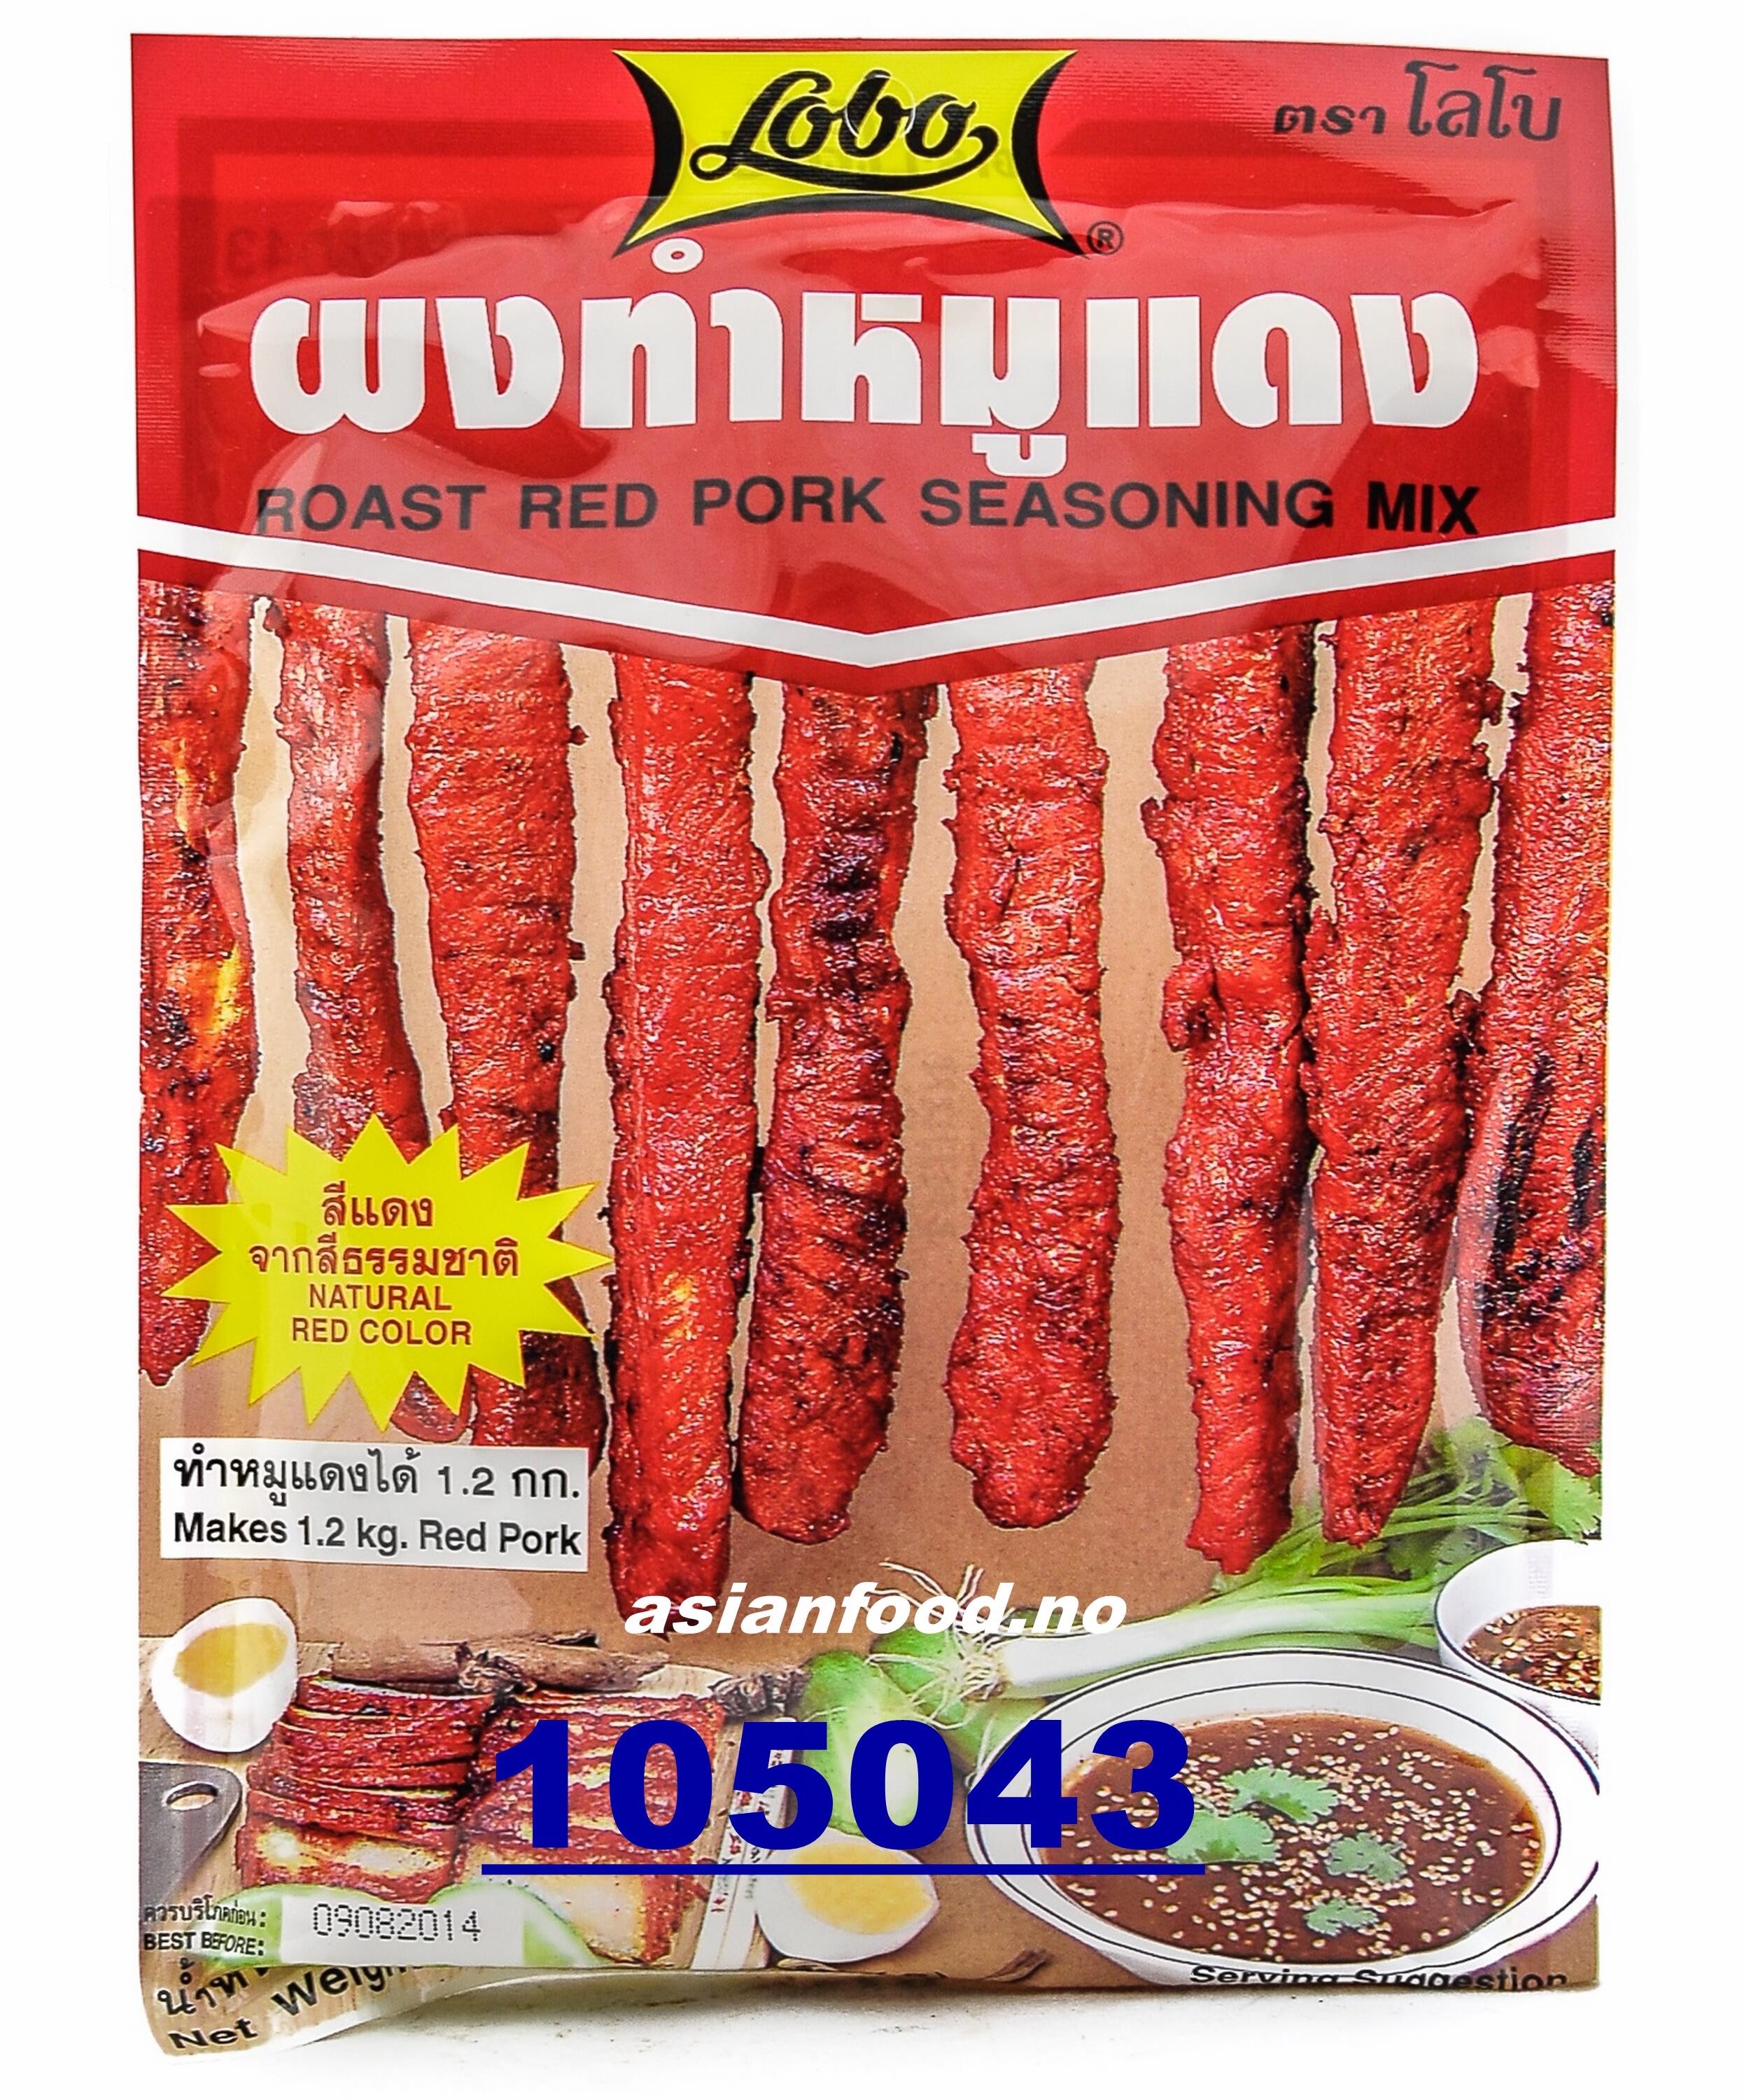 Lobo
ตรา โลโบ
®
ผงทำหมูแดง
ROAST RED PORK SEASONING MIX
สีแดง
จากสีธรรมชาติ
NATURAL
RED COLOR
ทำหมูแดงได้ 1.2 กก.
Makes 1.2 kg. Red Pork
asianfood.no
105043
ควรบริโภคก่อน:
BEST BEFORE:
09082014
Serving Suggestion
Net